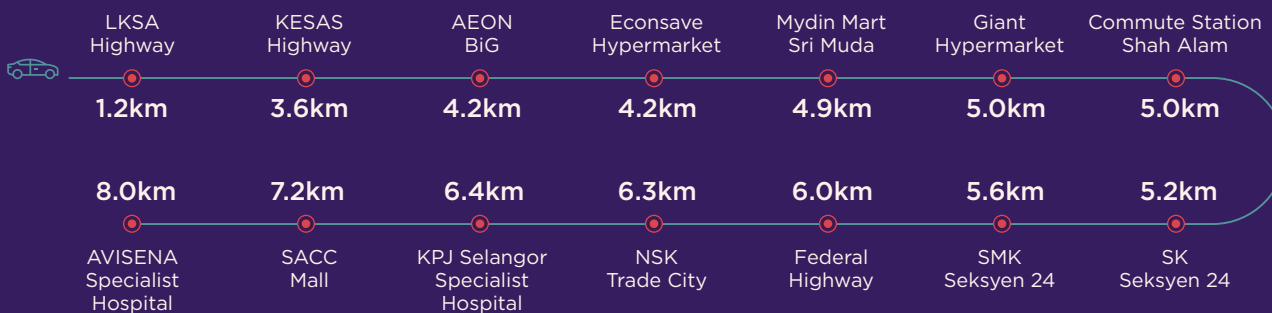 LKSA
Highway
1.2km
KESAS
Highway
3.6km
AEON
BiG
4.2km
Econsave
Hypermarket
4.2km
Mydin Mart
Sri Muda
4.9km
Giant
Hypermarket
5.0km
Commute Station
Shah Alam
5.0km
8.0km
AVISENA
Specialist
Hospital
7.2km
SACC
Mall
6.4km
KPJ Selangor
Specialist
Hospital
6.3km
NSK
Trade City
6.0km
Federal
Highway
5.6km
SMK
Seksyen 24
5.2km
SK
Seksyen 24